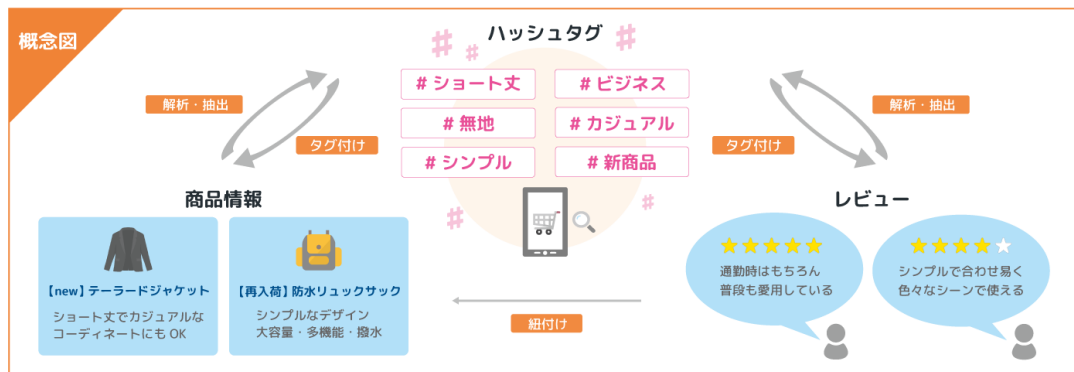 概念図
ハッシュタグ
# ショート丈
# ビジネス
# 無地
# カジュアル
# シンプル
# 新商品
解析・抽出
タグ付け
解析・抽出
タグ付け
商品情報
【new】テーラードジャケット
ショート丈でカジュアルな
コーディネートにも OK
【再入荷】防水リュックサック
シンプルなデザイン
大容量・多機能・撥水
紐付け
レビュー
★★★★★
通勤時はもちろん
普段も愛用している
★★★★★
シンプルで合わせ易く
色々なシーンで使える